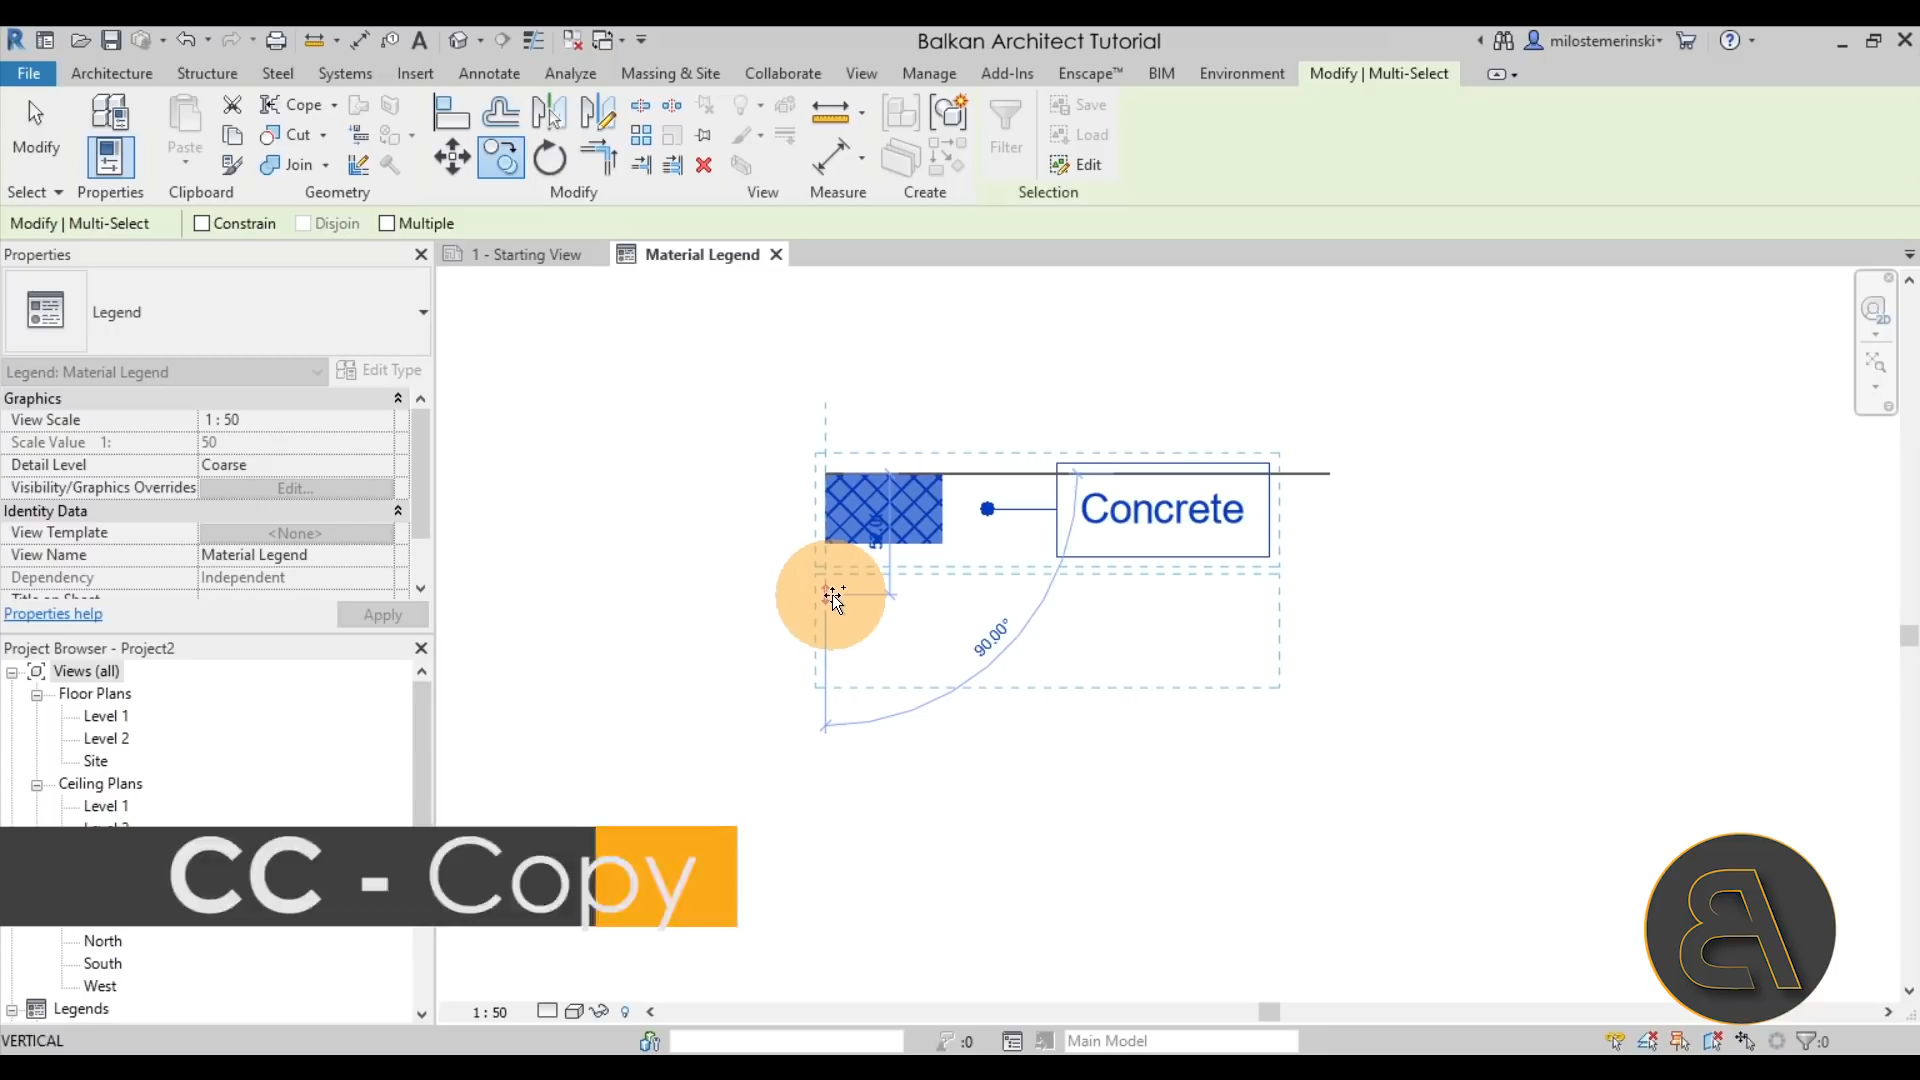 Balkan Architect Tutorial
milostemerinski
File Architecture Structure Steel Systems Insert Annotate Analyze Massing & Site Collaborate View Manage Add-Ins Enscape™ BIM Environment Modify | Multi-Select
Modify Paste Cope Cut Join Filter Save Load Edit
Select Properties Clipboard Geometry Modify View Measure Create Selection
Modify | Multi-Select Constrain Disjoin Multiple
Properties
1 - Starting View
Material Legend
Legend
Legend: Material Legend Edit Type
Graphics
View Scale 1 : 50
Scale Value 1: 50
Detail Level Coarse
Visibility/Graphics Overrides Edit...
Identity Data
View Template <None>
View Name Material Legend
Dependency Independent
Properties help Apply
Concrete
90.00°
Project Browser - Project2
Views (all)
Floor Plans
Level 1
Level 2
Site
Ceiling Plans
Level 1
CC - Copy
North
South
West
Legends
1 : 50
VERTICAL
:0
Main Model
:0